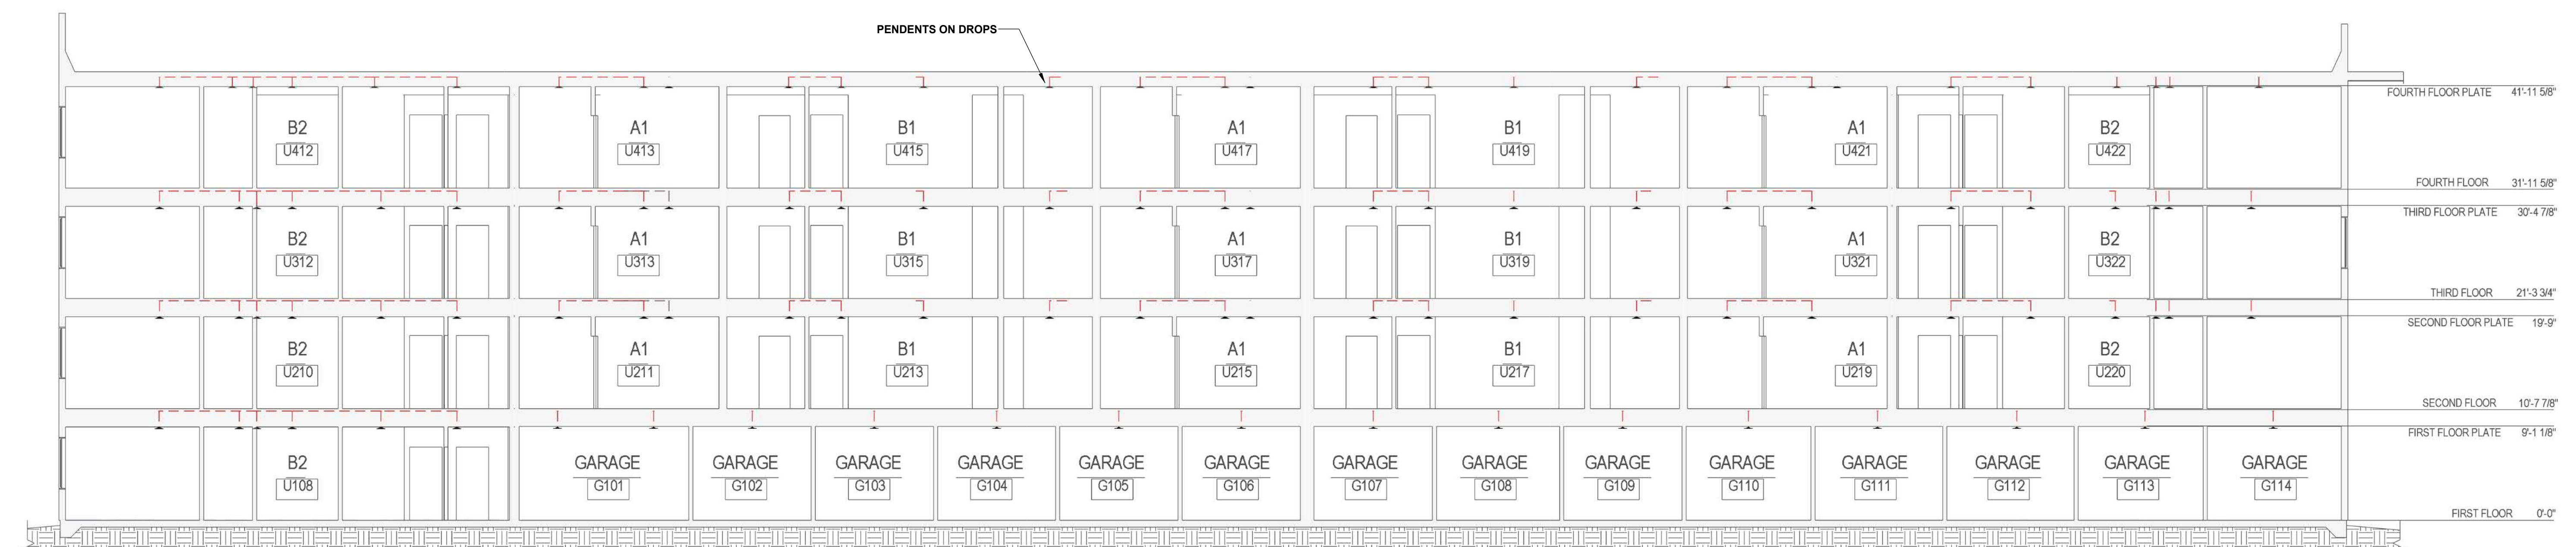 PENDENTS ON DROPS
FOURTH FLOOR PLATE 41'-11 5/8"
B2 A1 B1 A1 B1 A1 B2
U412 U413 U415 U417 U419 U421 U422
FOURTH FLOOR 31'-11 5/8"
THIRD FLOOR PLATE 30'-4 7/8"
B2 A1 B1 A1 B1 A1 B2
U312 U313 U315 U317 U319 U321 U322
THIRD FLOOR 21'-3 3/4"
SECOND FLOOR PLATE 19'-9"
B2 A1 B1 A1 B1 A1 B2
U210 U211 U213 U215 U217 U219 U220
SECOND FLOOR 10'-7 7/8"
FIRST FLOOR PLATE 9'-1 1/8"
B2 GARAGE GARAGE GARAGE GARAGE GARAGE GARAGE GARAGE GARAGE GARAGE GARAGE GARAGE GARAGE GARAGE GARAGE
U108 G101 G102 G103 G104 G105 G106 G107 G108 G109 G110 G111 G112 G113 G114
FIRST FLOOR 0'-0"